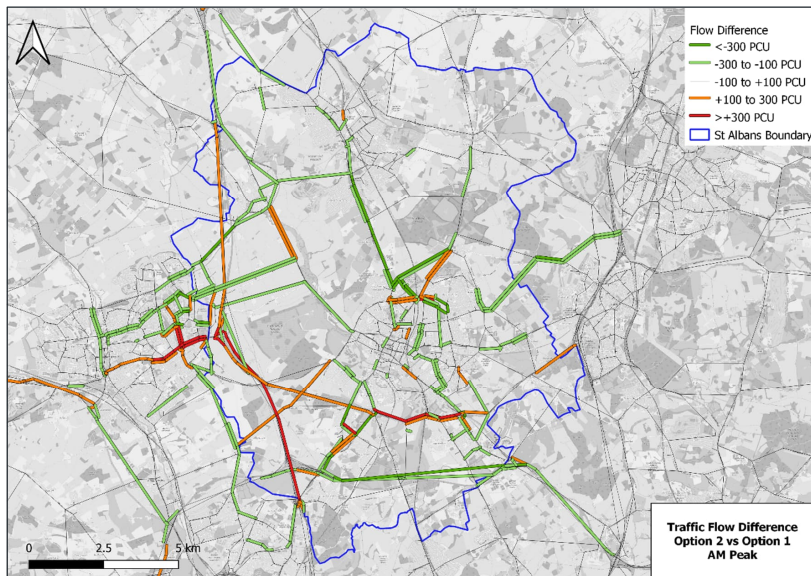 Flow Difference
<-300 PCU
-300 to -100 PCU
-100 to +100 PCU
+100 to 300 PCU
>+300 PCU
St Albans Boundary
0 2.5 5 km
Traffic Flow Difference
Option 2 vs Option 1
AM Peak